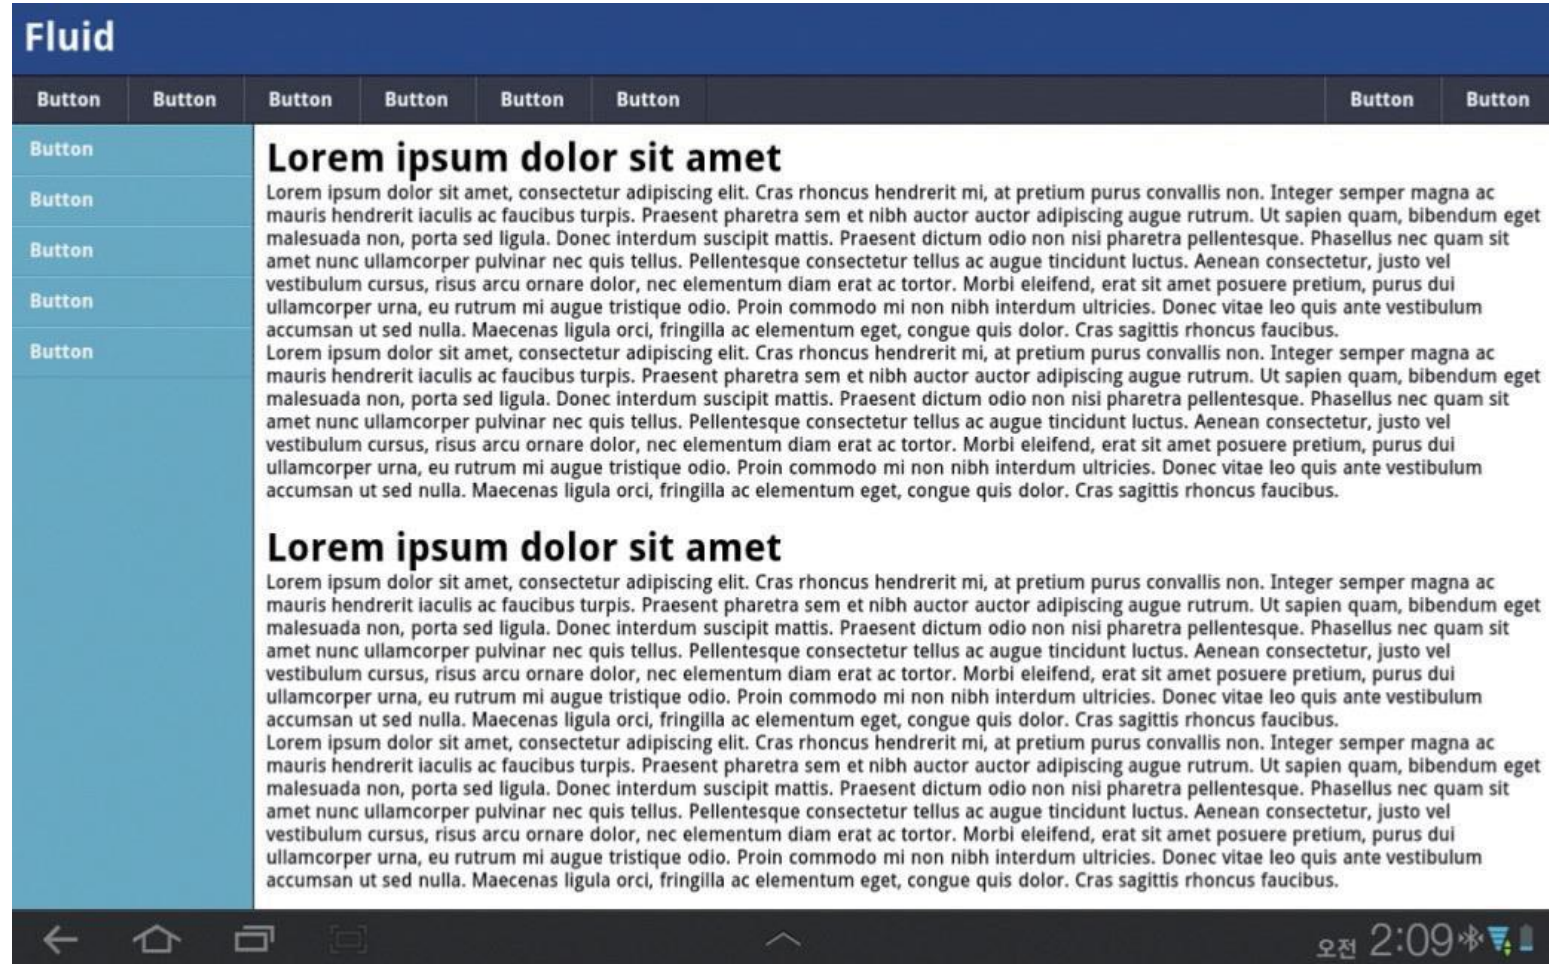 Fluid
Button Button Button Button Button Button Button Button
Button
Button
Button
Button
Button
Lorem ipsum dolor sit amet
Lorem ipsum dolor sit amet, consectetur adipiscing elit. Cras rhoncus hendrerit mi, at pretium purus convallis non. Integer semper magna ac
mauris hendrerit iaculis ac faucibus turpis. Praesent pharetra sem et nibh auctor auctor adipiscing augue rutrum. Ut sapien quam, bibendum eget
malesuada non, porta sed ligula. Donec interdum suscipit mattis. Praesent dictum odio non nisi pharetra pellentesque. Phasellus nec quam sit
amet nunc ullamcorper pulvinar nec quis tellus. Pellentesque consectetur tellus ac augue tincidunt luctus. Aenean consectetur, justo vel
vestibulum cursus, risus arcu ornare dolor, nec elementum diam erat ac tortor. Morbi eleifend, erat sit amet posuere pretium, purus dui
ullamcorper urna, eu rutrum mi augue tristique odio. Proin commodo mi non nibh interdum ultricies. Donec vitae leo quis ante vestibulum
accumsan ut sed nulla. Maecenas ligula orci, fringilla ac elementum eget, congue quis dolor. Cras sagittis rhoncus faucibus.
Lorem ipsum dolor sit amet, consectetur adipiscing elit. Cras rhoncus hendrerit mi, at pretium purus convallis non. Integer semper magna ac
mauris hendrerit iaculis ac faucibus turpis. Praesent pharetra sem et nibh auctor auctor adipiscing augue rutrum. Ut sapien quam, bibendum eget
malesuada non, porta sed ligula. Donec interdum suscipit mattis. Praesent dictum odio non nisi pharetra pellentesque. Phasellus nec quam sit
amet nunc ullamcorper pulvinar nec quis tellus. Pellentesque consectetur tellus ac augue tincidunt luctus. Aenean consectetur, justo vel
vestibulum cursus, risus arcu ornare dolor, nec elementum diam erat ac tortor. Morbi eleifend, erat sit amet posuere pretium, purus dui
ullamcorper urna, eu rutrum mi augue tristique odio. Proin commodo mi non nibh interdum ultricies. Donec vitae leo quis ante vestibulum
accumsan ut sed nulla. Maecenas ligula orci, fringilla ac elementum eget, congue quis dolor. Cras sagittis rhoncus faucibus.
Lorem ipsum dolor sit amet
Lorem ipsum dolor sit amet, consectetur adipiscing elit. Cras rhoncus hendrerit mi, at pretium purus convallis non. Integer semper magna ac
mauris hendrerit iaculis ac faucibus turpis. Praesent pharetra sem et nibh auctor auctor adipiscing augue rutrum. Ut sapien quam, bibendum eget
malesuada non, porta sed ligula. Donec interdum suscipit mattis. Praesent dictum odio non nisi pharetra pellentesque. Phasellus nec quam sit
amet nunc ullamcorper pulvinar nec quis tellus. Pellentesque consectetur tellus ac augue tincidunt luctus. Aenean consectetur, justo vel
vestibulum cursus, risus arcu ornare dolor, nec elementum diam erat ac tortor. Morbi eleifend, erat sit amet posuere pretium, purus dui
ullamcorper urna, eu rutrum mi augue tristique odio. Proin commodo mi non nibh interdum ultricies. Donec vitae leo quis ante vestibulum
accumsan ut sed nulla. Maecenas ligula orci, fringilla ac elementum eget, congue quis dolor. Cras sagittis rhoncus faucibus.
Lorem ipsum dolor sit amet, consectetur adipiscing elit. Cras rhoncus hendrerit mi, at pretium purus convallis non. Integer semper magna ac
mauris hendrerit iaculis ac faucibus turpis. Praesent pharetra sem et nibh auctor auctor adipiscing augue rutrum. Ut sapien quam, bibendum eget
malesuada non, porta sed ligula. Donec interdum suscipit mattis. Praesent dictum odio non nisi pharetra pellentesque. Phasellus nec quam sit
amet nunc ullamcorper pulvinar nec quis tellus. Pellentesque consectetur tellus ac augue tincidunt luctus. Aenean consectetur, justo vel
vestibulum cursus, risus arcu ornare dolor, nec elementum diam erat ac tortor. Morbi eleifend, erat sit amet posuere pretium, purus dui
ullamcorper urna, eu rutrum mi augue tristique odio. Proin commodo mi non nibh interdum ultricies. Donec vitae leo quis ante vestibulum
accumsan ut sed nulla. Maecenas ligula orci, fringilla ac elementum eget, congue quis dolor. Cras sagittis rhoncus faucibus.
오전 2:09